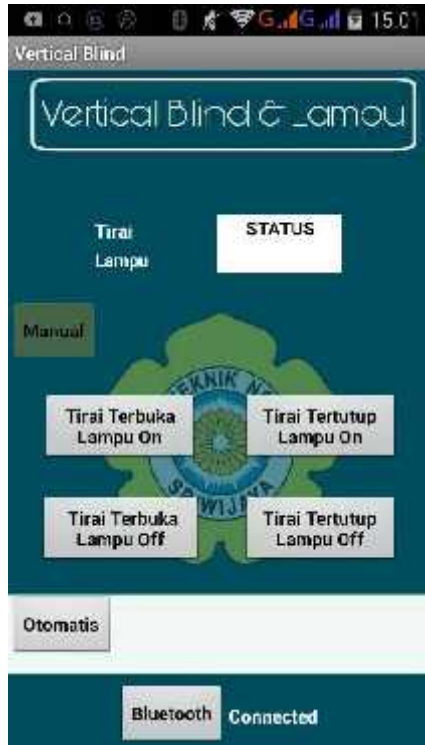 G G 15.01
Vertical Blind
Vertical Blind & Lampu
Tirai
STATUS
Lampu
Manual
Tirai Terbuka
Lampu On
Tirai Tertutup
Lampu On
Tirai Terbuka
Lampu Off
Tirai Tertutup
Lampu Off
Otomatis
Bluetooth Connected